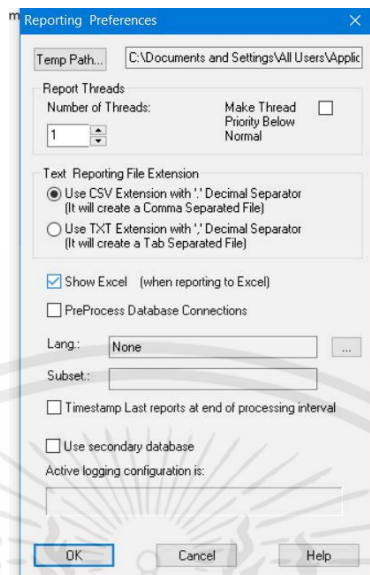 m
Reporting Preferences
Temp Path...
C:\Documents and Settings\All Users\Applic
Report Threads
Number of Threads:
Make Thread
Priority Below
Normal
1
Text Reporting File Extension
Use CSV Extension with '.' Decimal Separator
(It will create a Comma Separated File)
Use TXT Extension with ',' Decimal Separator
(It will create a Tab Separated File)
Show Excel (when reporting to Excel)
PreProcess Database Connections
Lang.:
None
...
Subset.:
Timestamp Last reports at end of processing interval
Use secondary database
Active logging configuration is:
OK
Cancel
Help